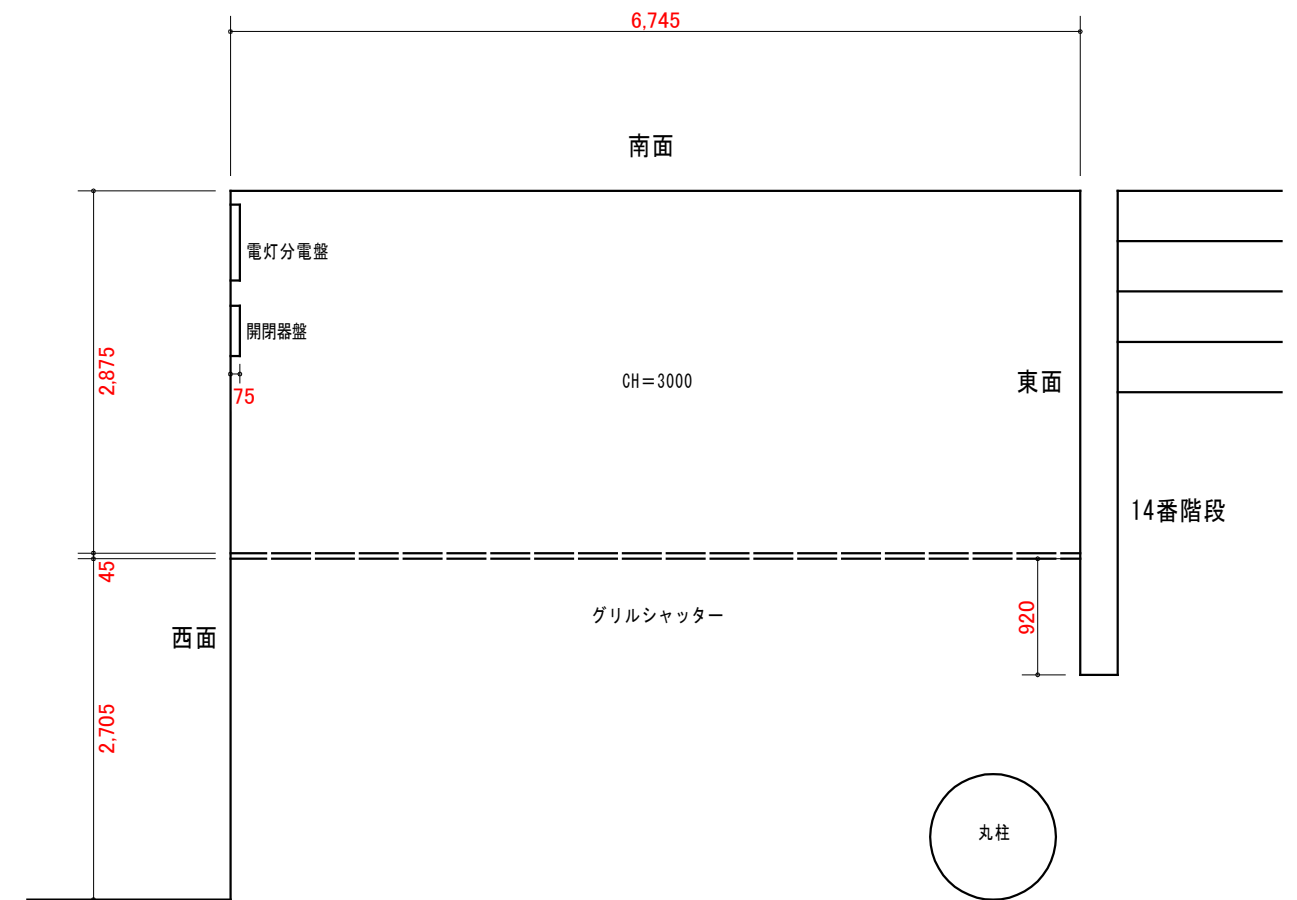 6,745
南面
電灯分電盤
開閉器盤
2,875
75
CH=3000
東面
14番階段
45
グリルシャッター
920
西面
2,705
丸柱